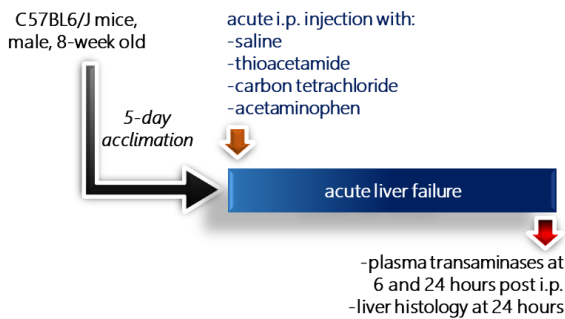 C57BL6/J mice,
male, 8-week old
acute i.p. injection with:
-saline
-thioacetamide
-carbon tetrachloride
-acetaminophen
5-day
acclimation
acute liver failure
-plasma transaminases at
6 and 24 hours post i.p.
-liver histology at 24 hours